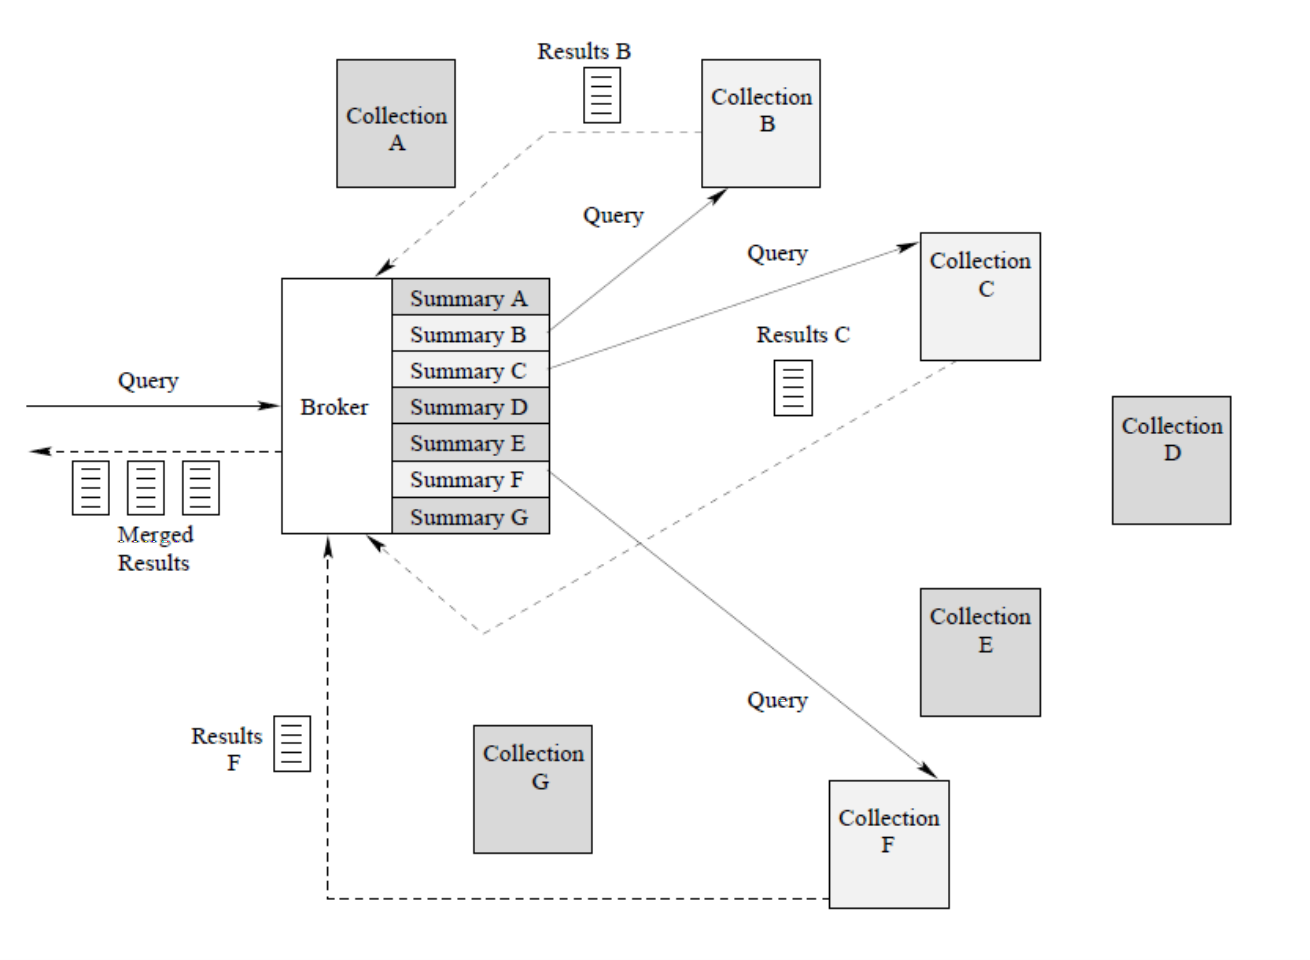 Results B
Collection
A
Collection
B
Query
Query
Collection
C
Summary A
Summary B
Summary C
Summary D
Summary E
Summary F
Summary G
Results C
Query
Broker
Collection
D
Merged
Results
Collection
E
Query
Results
F
Collection
G
Collection
F